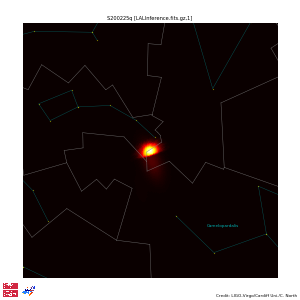 S200225q [LALInference.fits.gz,1]
Camelopardalis
Credit: LIGO-Virgo/Cardiff Uni./C. North